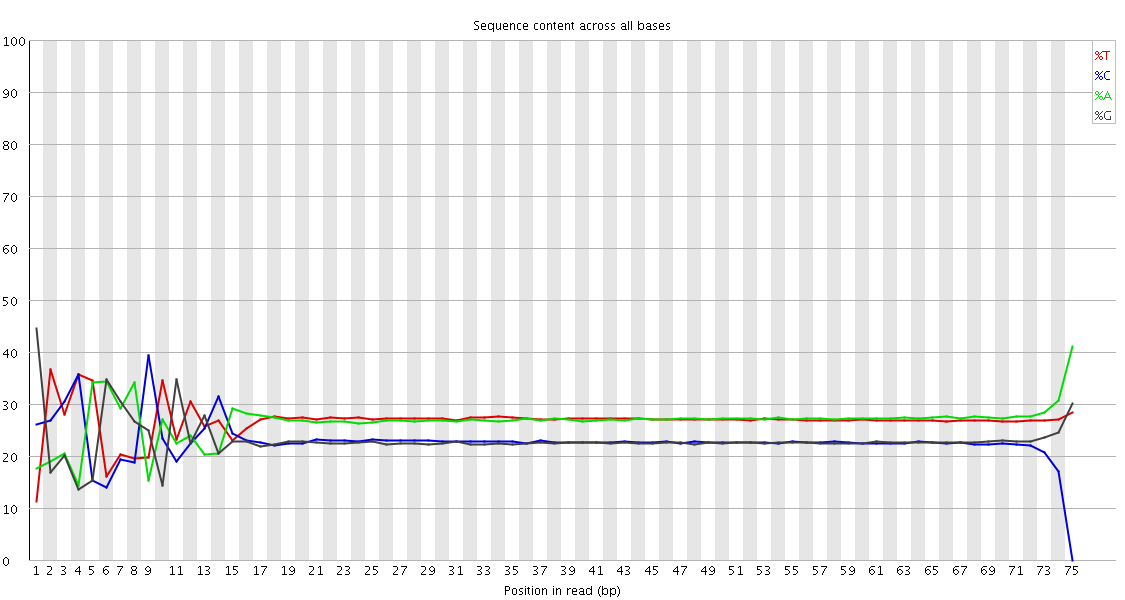 Sequence content across all bases
100
90
80
70
60
50
40
30
20
10
0
%T
%C
%A
%G
1 2 3 4 5 6 7 8 9 11 13 15 17 19 21 23 25 27 29 31 33 35 37 39 41 43 45 47 49 51 53 55 57 59 61 63 65 67 69 71 73 75
Position in read (bp)